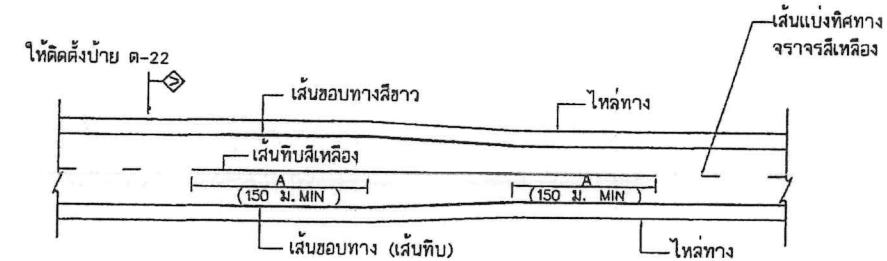 เส้นแบ่งทิศทาง
จราจรสีเหลือง
ให้ติดตั้งป้าย ต-22
เส้นขอบทางสีขาว
ไหล่ทาง
เส้นทึบสีเหลือง
A
(150 ม. MIN )
A
(150 ม. MIN )
เส้นขอบทาง (เส้นทึบ)
ไหล่ทาง